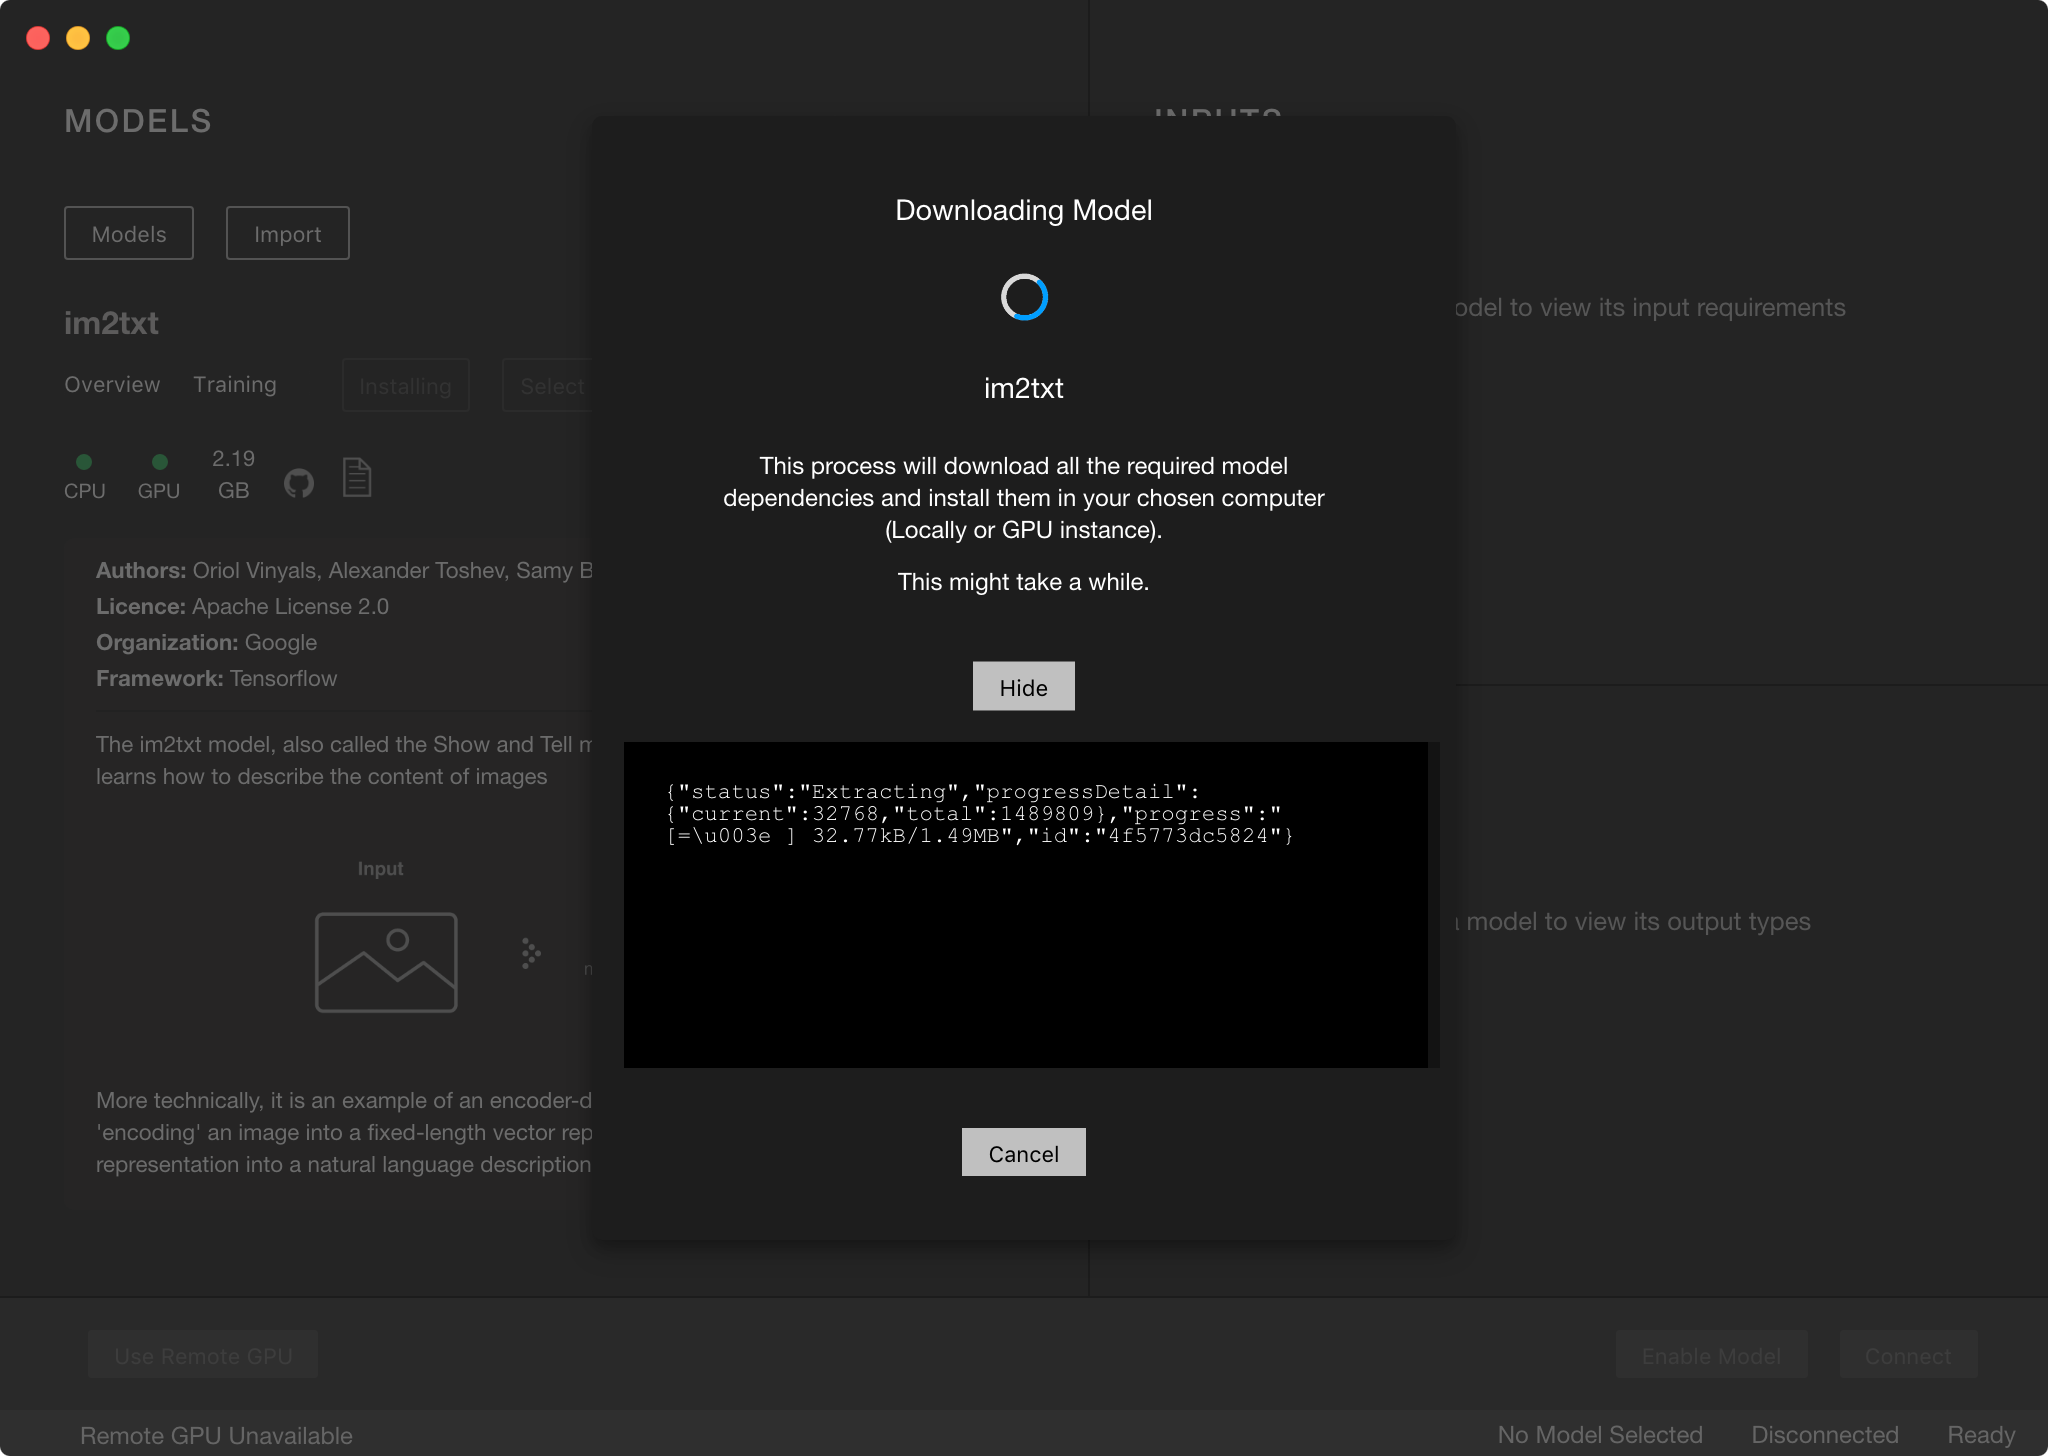 MODELS
INPUTS
Models
Import
im2txt
Overview
Training
Installing
Select
CPU
GPU
2.19
GB
Authors: Oriol Vinyals, Alexander Toshev, Samy
Licence: Apache License 2.0
Organization: Google
Framework: Tensorflow
The im2txt model, also called the Show and Tell
learns how to describe the content of images
Input
More technically, it is an example of an
'encoding' an image into a fixed-length vector
representation into a natural language description
Downloading Model
im2txt
This process will download all the required model
dependencies and install them in your chosen computer
(Locally or GPU instance).
This might take a while.
Hide
{"status":"Extracting","progressDetail":
{"current":32768,"total":1489809},"progress":"
[=\u003e ] 32.77kB/1.49MB","id":"4f5773dc5824"}
Cancel
to view its input requirements
model to view its output types
Use Remote GPU
Enable Model
Connect
Remote GPU Unavailable
No Model Selected
Disconnected
Ready